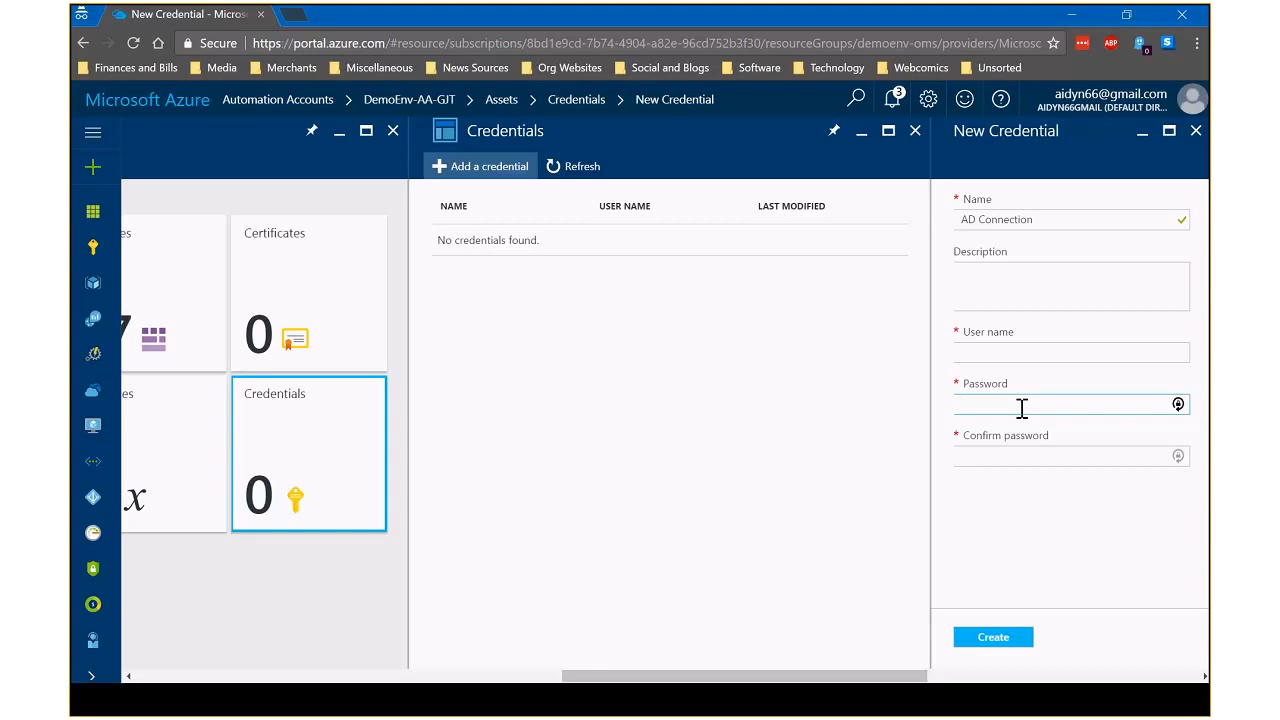 New Credential - Micros
Secure
https://portal.azure.com/#resource/subscriptions/8bd1e9cd-7b74-4904-a82e-96cd752b3f30/resourceGroups/demoenv-oms/providers/Microsc
ABP
0
S
Finances and Bills
Media
Merchants
Miscellaneous
News Sources
Org Websites
Social and Blogs
Software
Technology
Webcomics
Unsorted
Microsoft Azure
Automation Accounts > DemoEnv-AA-GJT > Assets > Credentials > New Credential
3
aidyn66@gmail.com
AIDYN66GMAIL (DEFAULT DIR...
Credentials
New Credential
Add a credential
Refresh
NAME
USER NAME
LAST MODIFIED
No credentials found.
es
Certificates
7
0
es
Credentials
x
0
* Name
AD Connection
Description
* User name
* Password
* Confirm password
Create